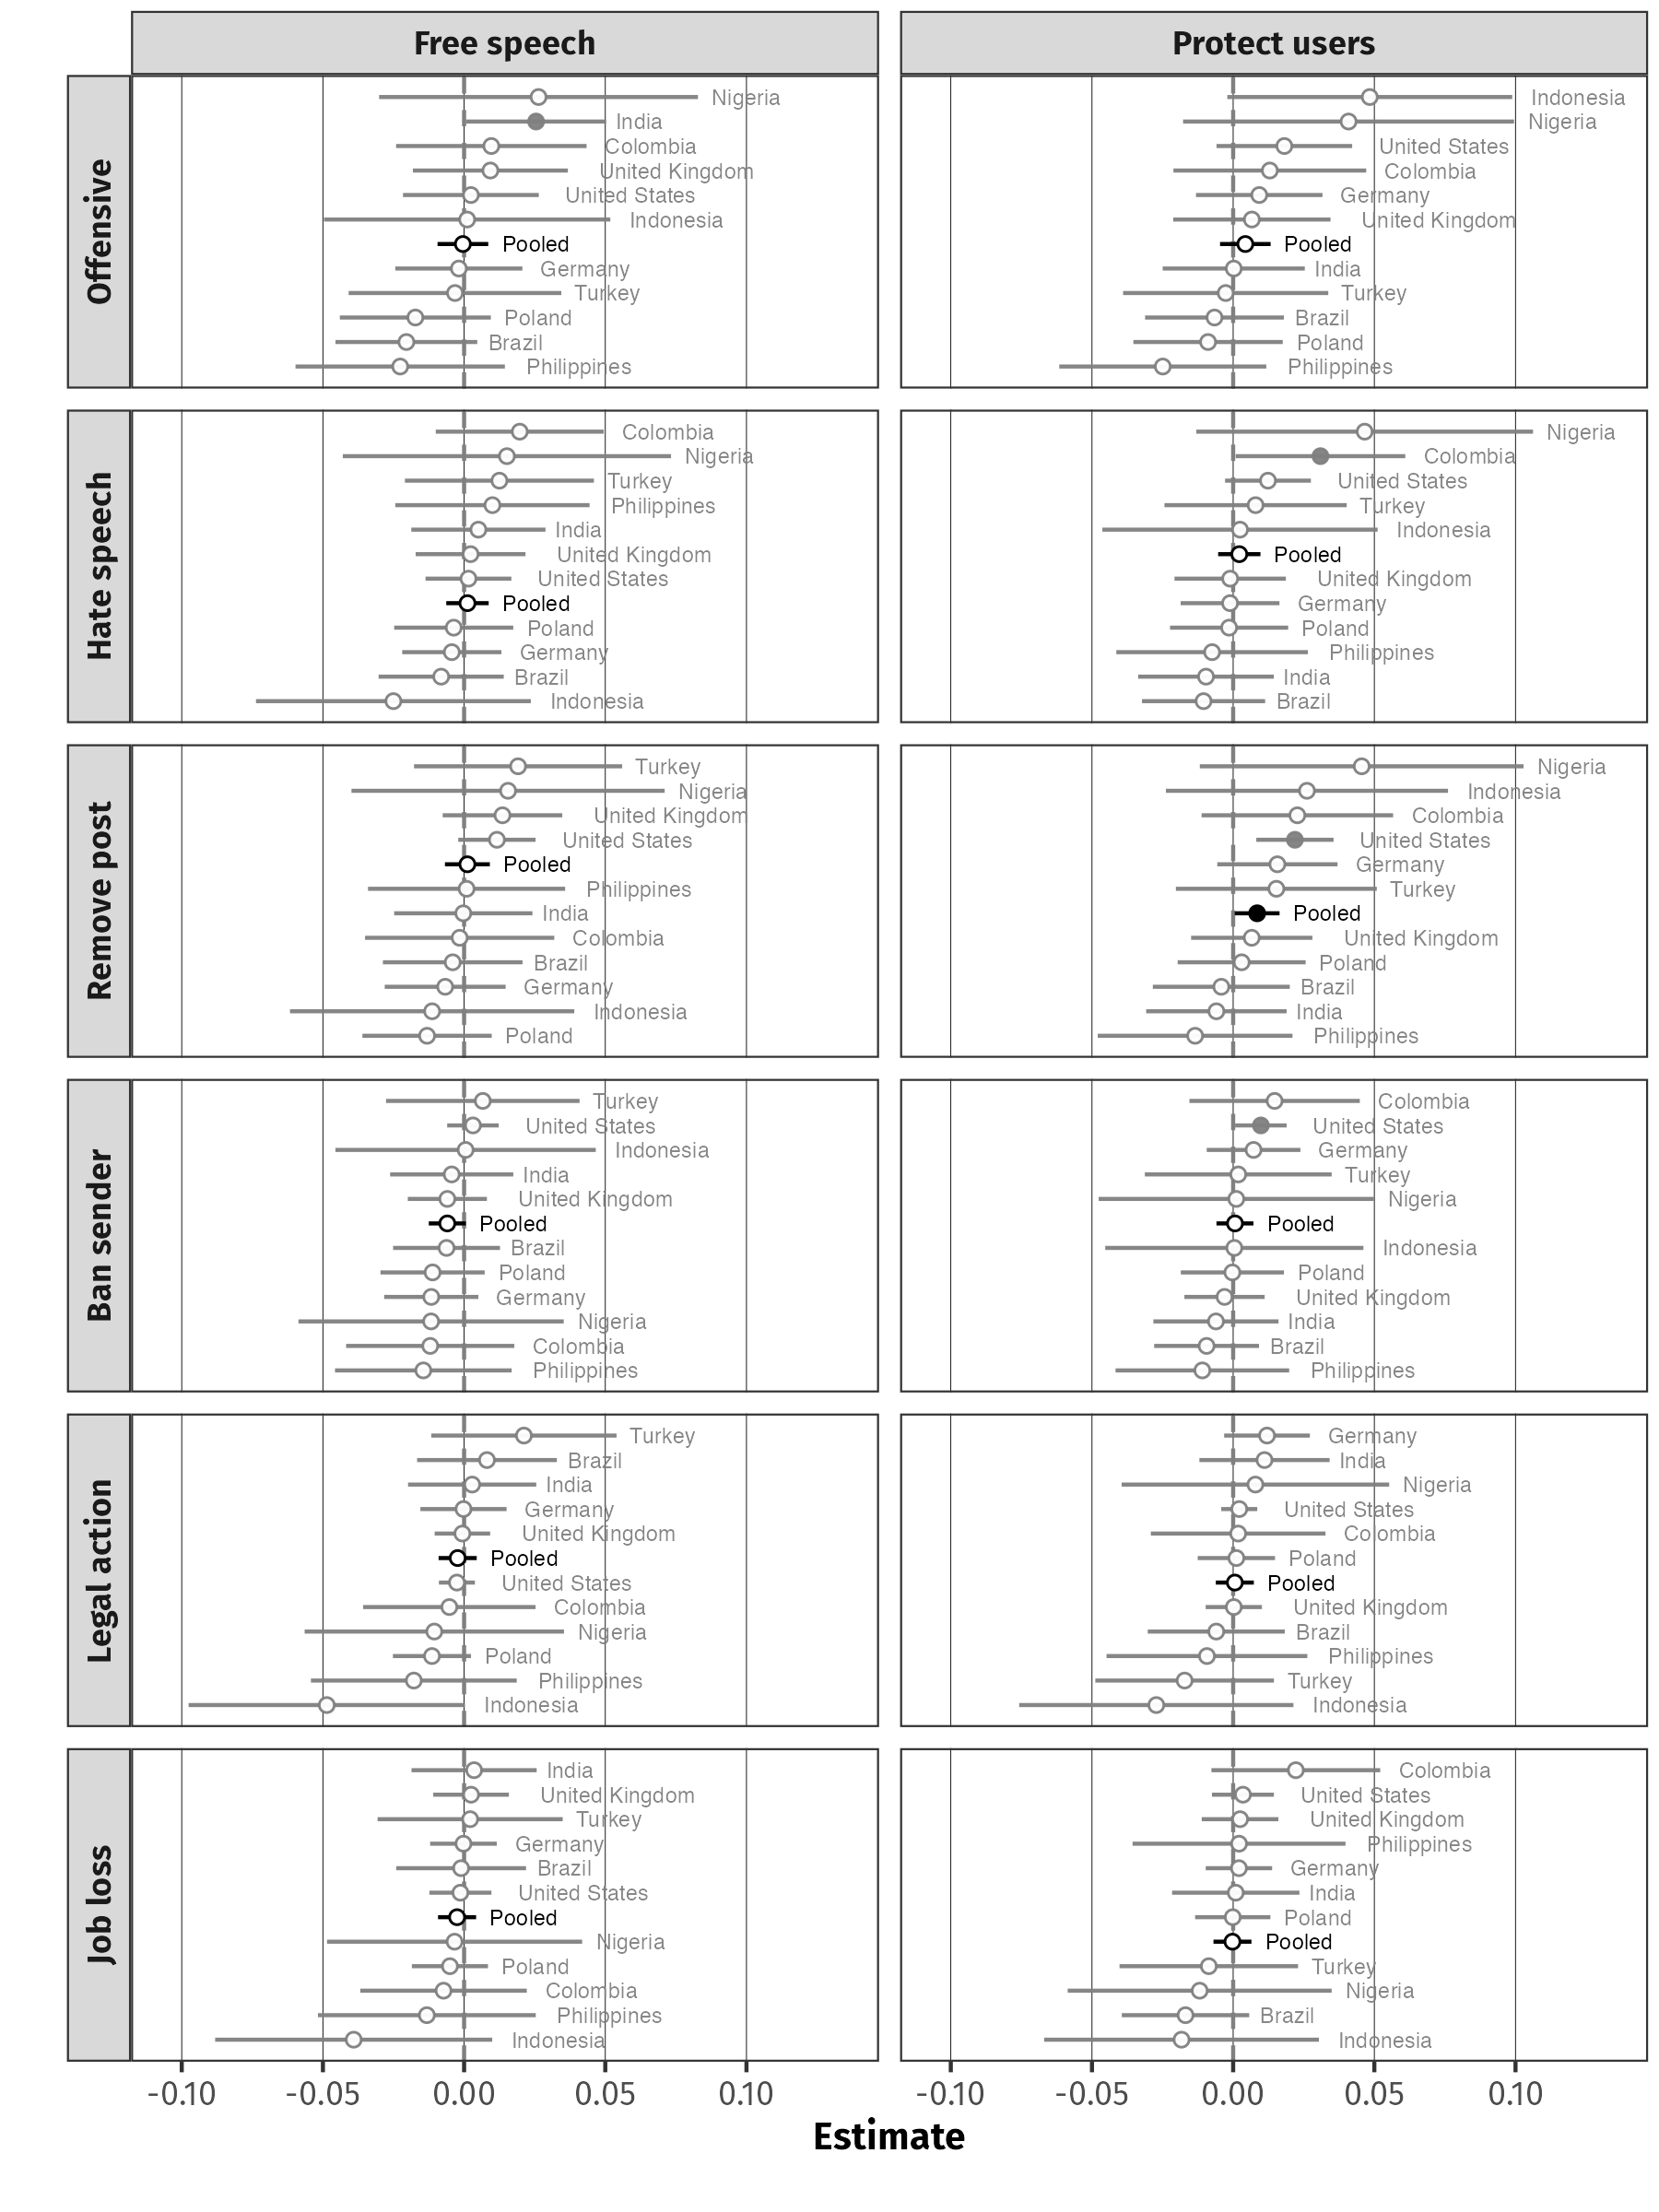 Free speech
Protect users
Offensive
Nigeria
India
Colombia
United Kingdom
United States
Indonesia
Pooled
Germany
Turkey
Poland
Brazil
Philippines
Indonesia
Nigeria
United States
Colombia
Germany
United Kingdom
Pooled
India
Turkey
Brazil
Poland
Philippines
Hate speech
Colombia
Nigeria
Turkey
Philippines
India
United Kingdom
United States
Pooled
Poland
Germany
Brazil
Indonesia
Nigeria
Colombia
United States
Turkey
Indonesia
Pooled
United Kingdom
Germany
Poland
Philippines
India
Brazil
Remove post
Turkey
Nigeria
United Kingdom
United States
Pooled
Philippines
India
Colombia
Brazil
Germany
Indonesia
Poland
Nigeria
Indonesia
Colombia
United States
Germany
Turkey
Pooled
United Kingdom
Poland
Brazil
India
Philippines
Ban sender
Turkey
United States
Indonesia
India
United Kingdom
Pooled
Brazil
Poland
Germany
Nigeria
Colombia
Philippines
Colombia
United States
Germany
Turkey
Nigeria
Pooled
Indonesia
Poland
United Kingdom
India
Brazil
Philippines
Legal action
Turkey
Brazil
India
Germany
United Kingdom
Pooled
United States
Colombia
Nigeria
Poland
Philippines
Indonesia
Germany
India
Nigeria
United States
Colombia
Poland
Pooled
United Kingdom
Brazil
Philippines
Turkey
Indonesia
Job loss
India
United Kingdom
Turkey
Germany
Brazil
United States
Pooled
Nigeria
Poland
Colombia
Philippines
Indonesia
Colombia
United States
United Kingdom
Philippines
Germany
India
Poland
Pooled
Turkey
Nigeria
Brazil
Indonesia
-0.10 -0.05 0.00 0.05 0.10
-0.10 -0.05 0.00 0.05 0.10
Estimate